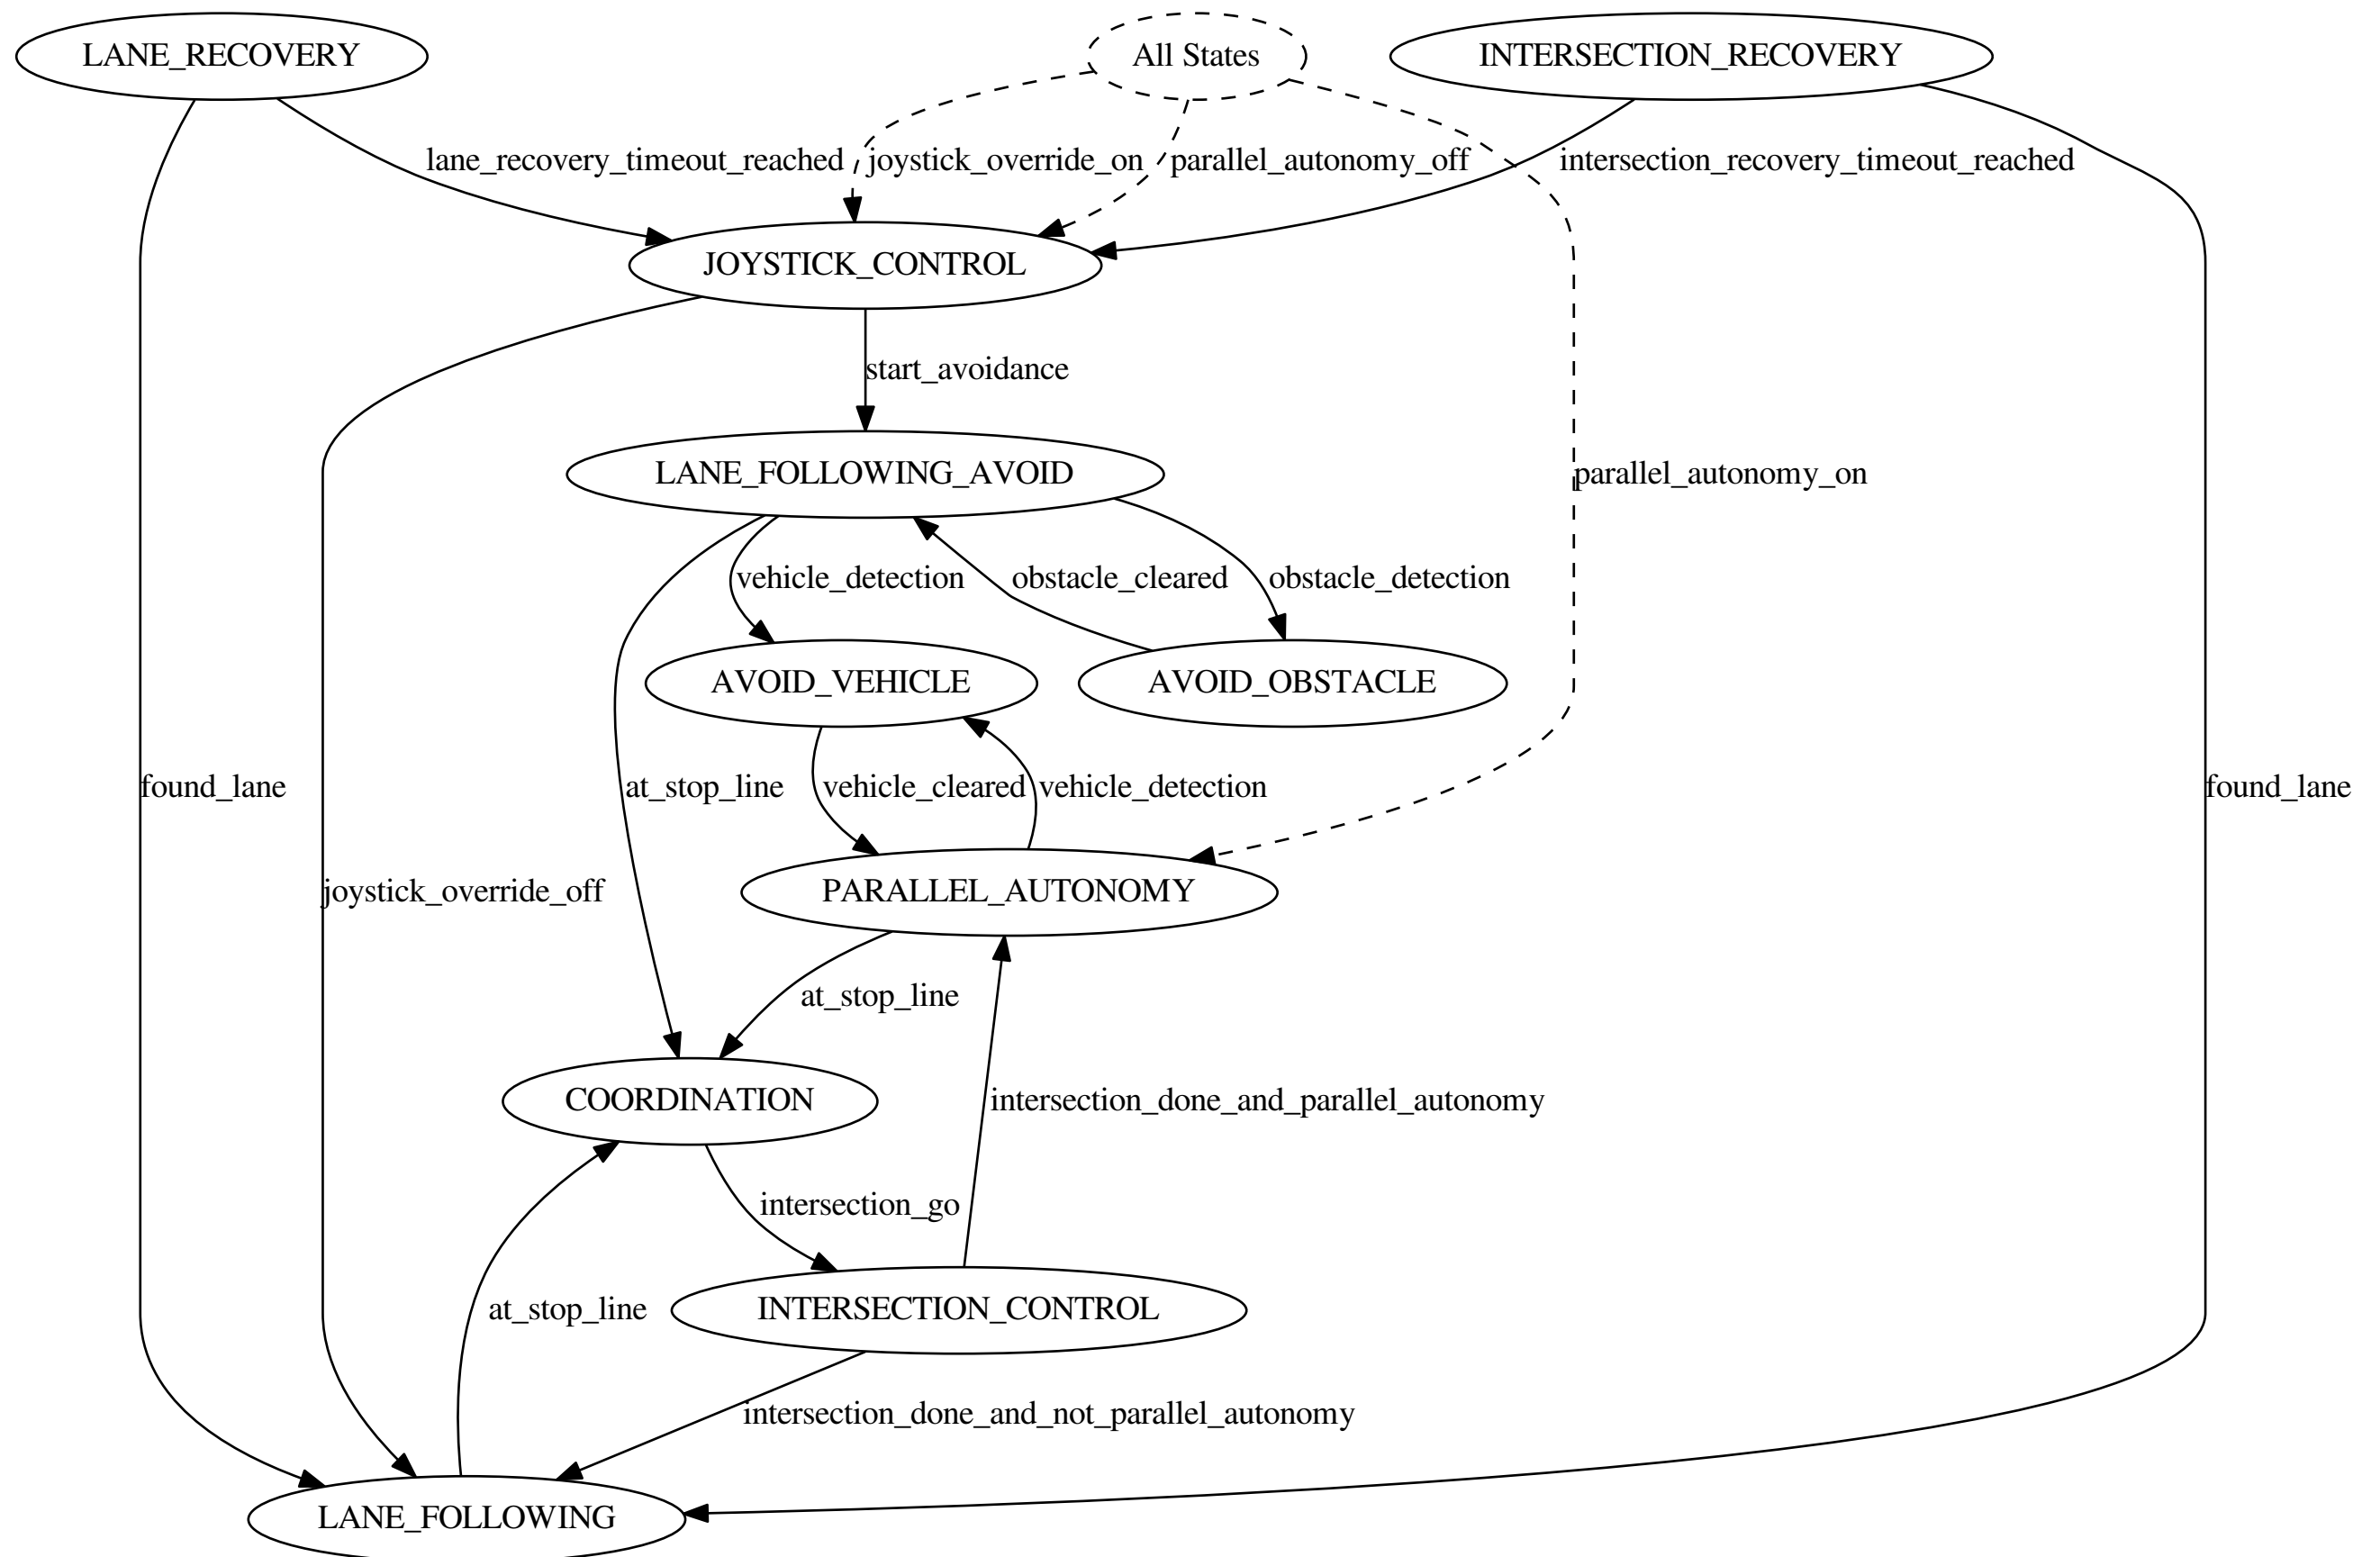 LANE_RECOVERY
All States
INTERSECTION_RECOVERY
lane_recovery_timeout_reached
joystick_override_on
parallel_autonomy_off
intersection_recovery_timeout_reached
JOYSTICK_CONTROL
start_avoidance
LANE_FOLLOWING_AVOID
parallel_autonomy_on
vehicle_detection
obstacle_cleared
obstacle_detection
AVOID_VEHICLE
AVOID_OBSTACLE
found_lane
at_stop_line
vehicle_cleared
vehicle_detection
found_lane
joystick_override_off
PARALLEL_AUTONOMY
at_stop_line
COORDINATION
intersection_done_and_parallel_autonomy
intersection_go
at_stop_line
INTERSECTION_CONTROL
intersection_done_and_not_parallel_autonomy
LANE_FOLLOWING